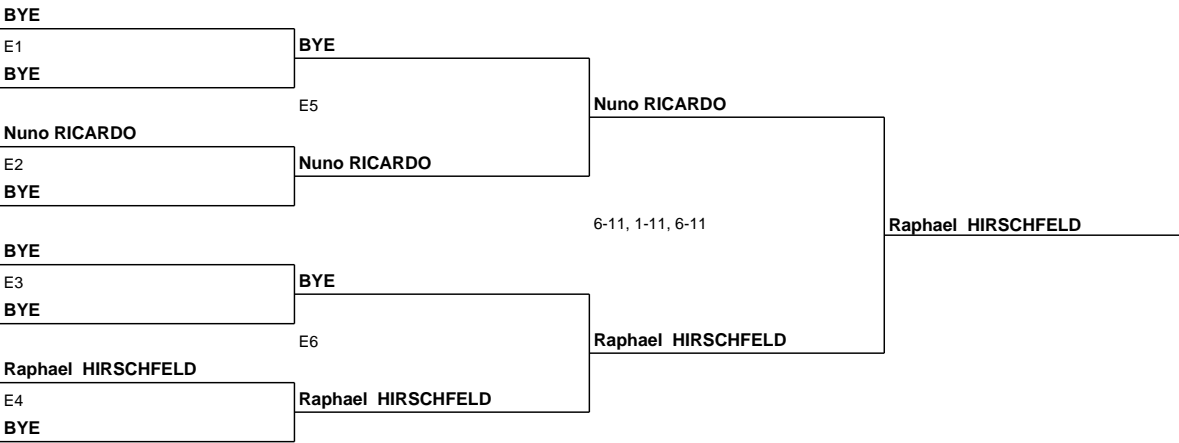 BYE
E1
BYE
BYE
E5
Nuno RICARDO
Nuno RICARDO
E2
Nuno RICARDO
BYE
6-11, 1-11, 6-11
Raphael HIRSCHFELD
BYE
E3
BYE
BYE
E6
Raphael HIRSCHFELD
Raphael HIRSCHFELD
E4
Raphael HIRSCHFELD
BYE